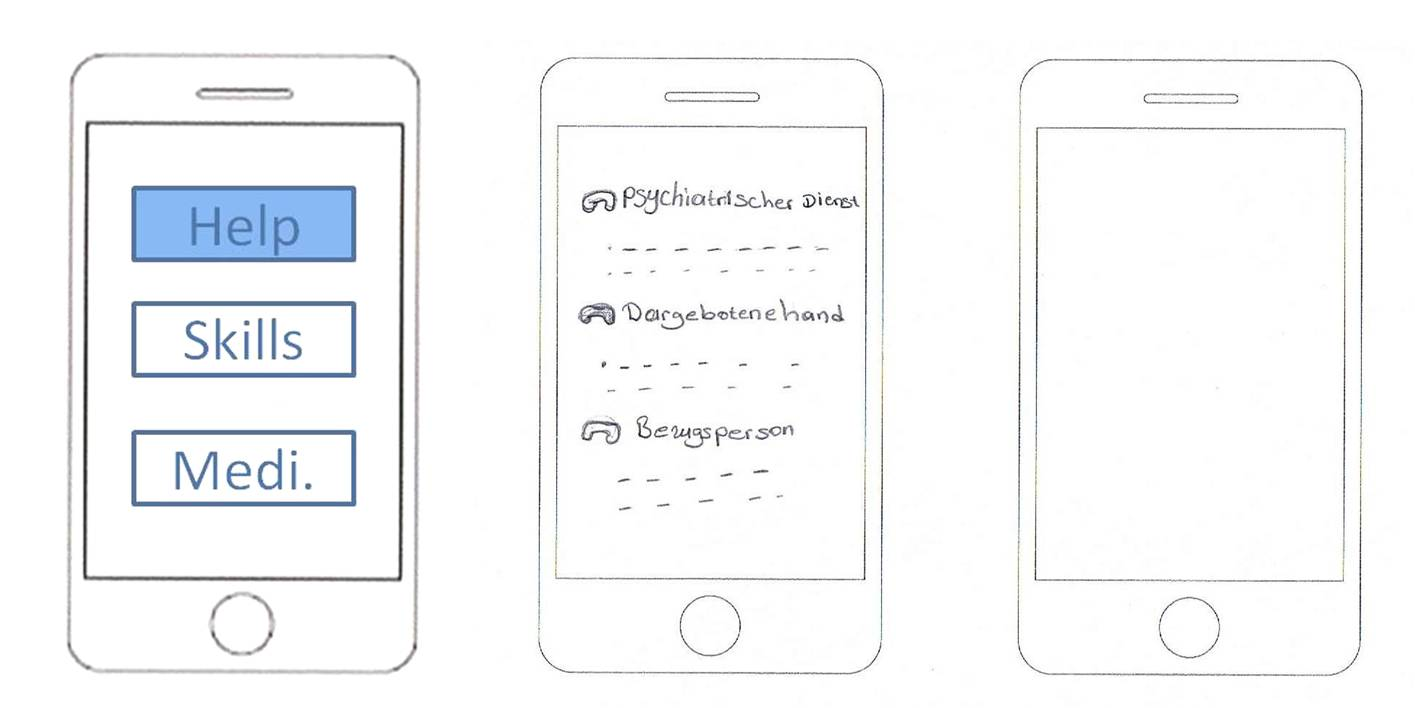 Help
Skills
Medi.
Psychiatrischer Dienst
Dargebotenehand
Bezugsperson